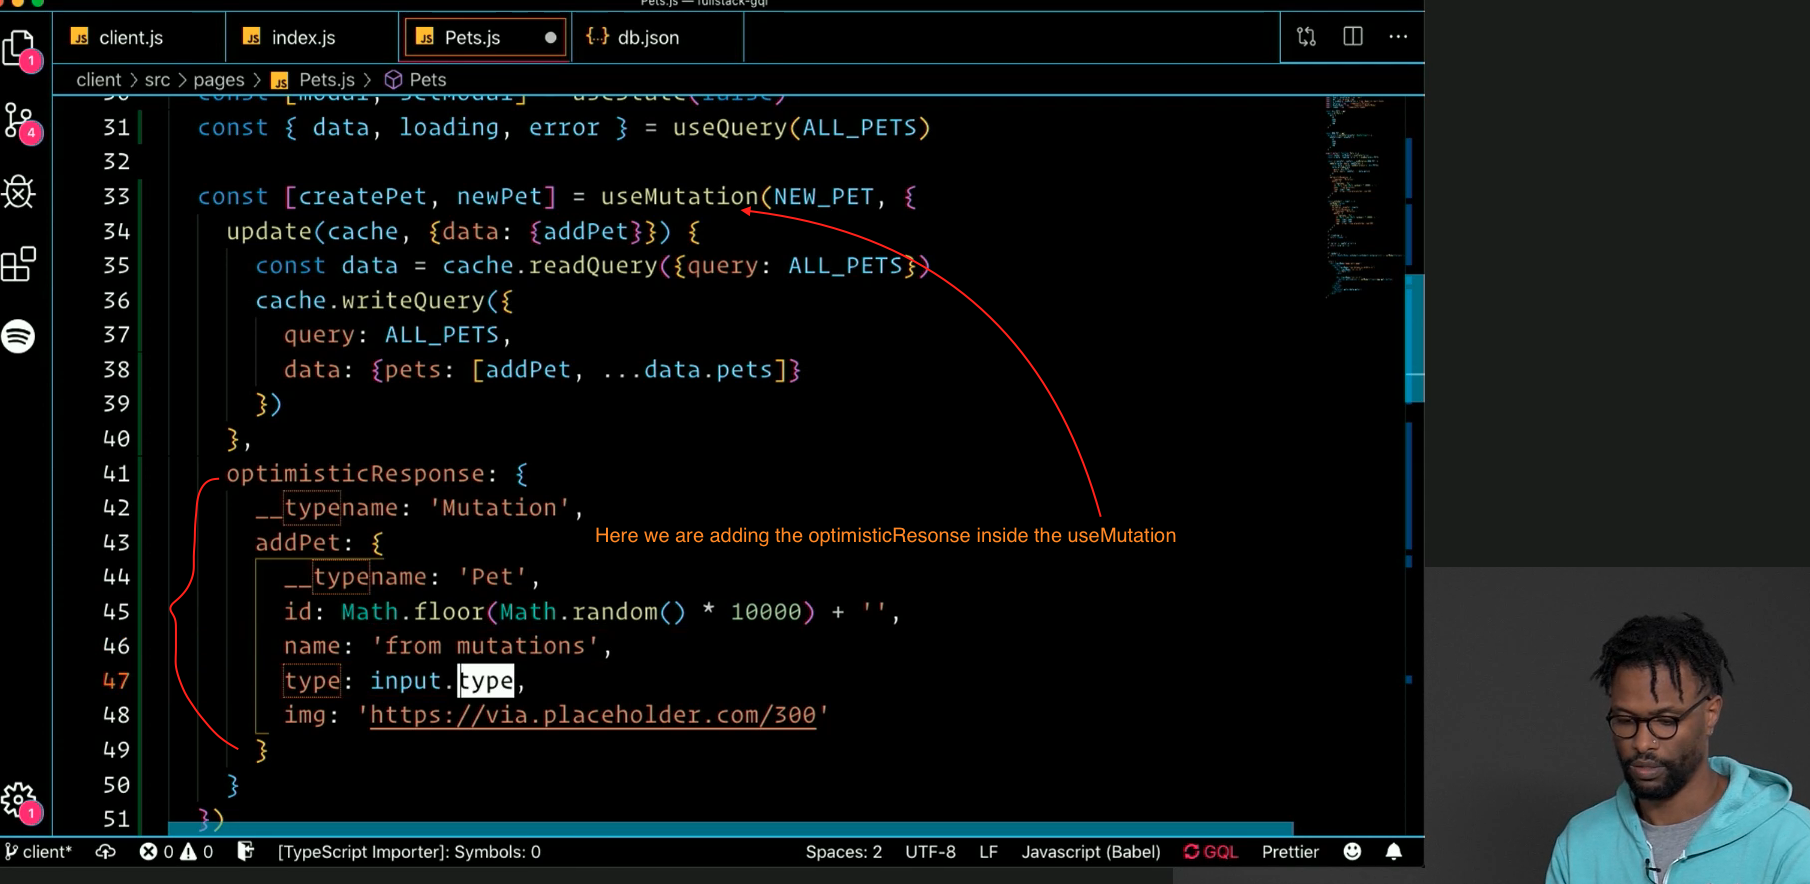 Pets.js — fullstack-gql
client.js
index.js
Pets.js
{..} db.json
client > src > pages > Pets.js > Pets
30 const [modal, setModal] = useState(false)
31 const { data, loading, error } = useQuery(ALL_PETS)
32
33 const [createPet, newPet] = useMutation(NEW_PET, {
34 update(cache, {data: {addPet}}) {
35 const data = cache.readQuery({query: ALL_PETS})
36 cache.writeQuery({
37 query: ALL_PETS,
38 data: {pets: [addPet, ...data.pets]}
39 })
40 },
41 optimisticResponse: {
42 __typename: 'Mutation',
43 addPet: {
Here we are adding the optimisticResonse inside the useMutation
44 __typename: 'Pet',
45 id: Math.floor(Math.random() * 10000) + '',
46 name: 'from mutations',
47 type: input.type,
48 img: 'https://via.placeholder.com/300'
49 }
50 }
51 })
1
4
1
client* 0 0 [TypeScript Importer]: Symbols: 0 Spaces: 2 UTF-8 LF Javascript (Babel) GQL Prettier